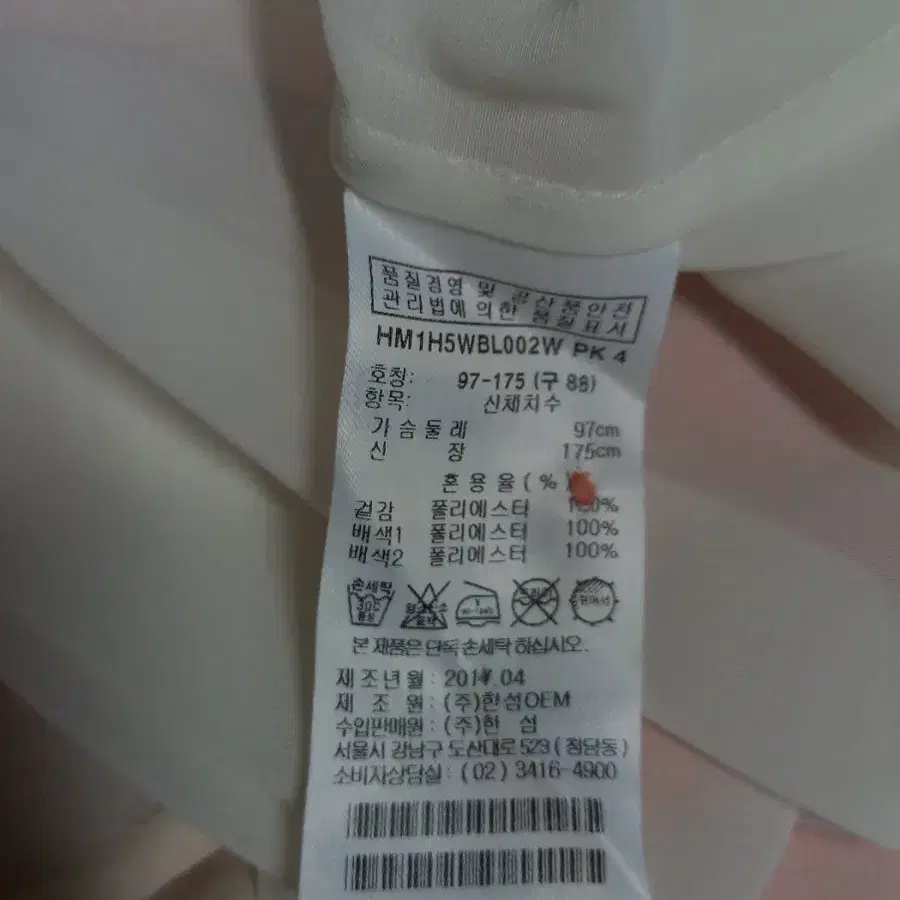 품질경영 및 공산품안전
관리법에 의한 품질표시
HM1H5WBL002W PK 4
호칭: 97-175 (구 88)
항목: 신체치수
가슴둘레 97cm
신 장 175cm
혼용율(%)
겉감 폴리에스터 100%
배색1 폴리에스터 100%
배색2 폴리에스터 100%
손세탁
30℃
중성
뉘어서
본 제품은 단독 손세탁 하십시오.
제조년월 : .04
제 조 원 : (주)한섬OEM
수입판매원 : (주)한 섬
서울시 강남구 도산대로 523 (청담동)
소비자상담실 : (02) 3416-4900